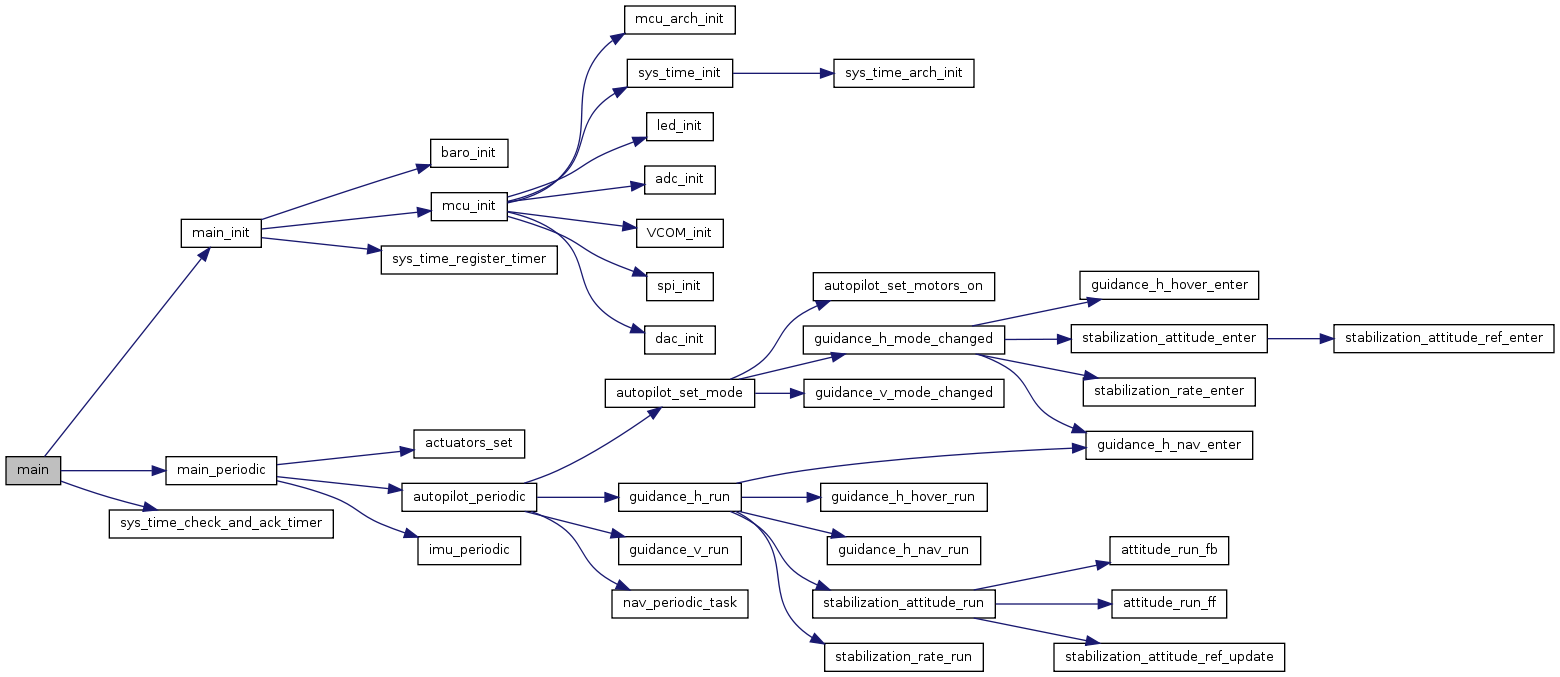 mcu_arch_init
sys_time_init
sys_time_arch_init
led_init
baro_init
adc_init
mcu_init
main_init
VCOM_init
sys_time_register_timer
spi_init
autopilot_set_motors_on
guidance_h_hover_enter
dac_init
guidance_h_mode_changed
stabilization_attitude_enter
stabilization_attitude_ref_enter
autopilot_set_mode
guidance_v_mode_changed
stabilization_rate_enter
actuators_set
guidance_h_nav_enter
main
main_periodic
autopilot_periodic
guidance_h_run
guidance_h_hover_run
sys_time_check_and_ack_timer
imu_periodic
guidance_v_run
guidance_h_nav_run
attitude_run_fb
nav_periodic_task
stabilization_attitude_run
attitude_run_ff
stabilization_rate_run
stabilization_attitude_ref_update